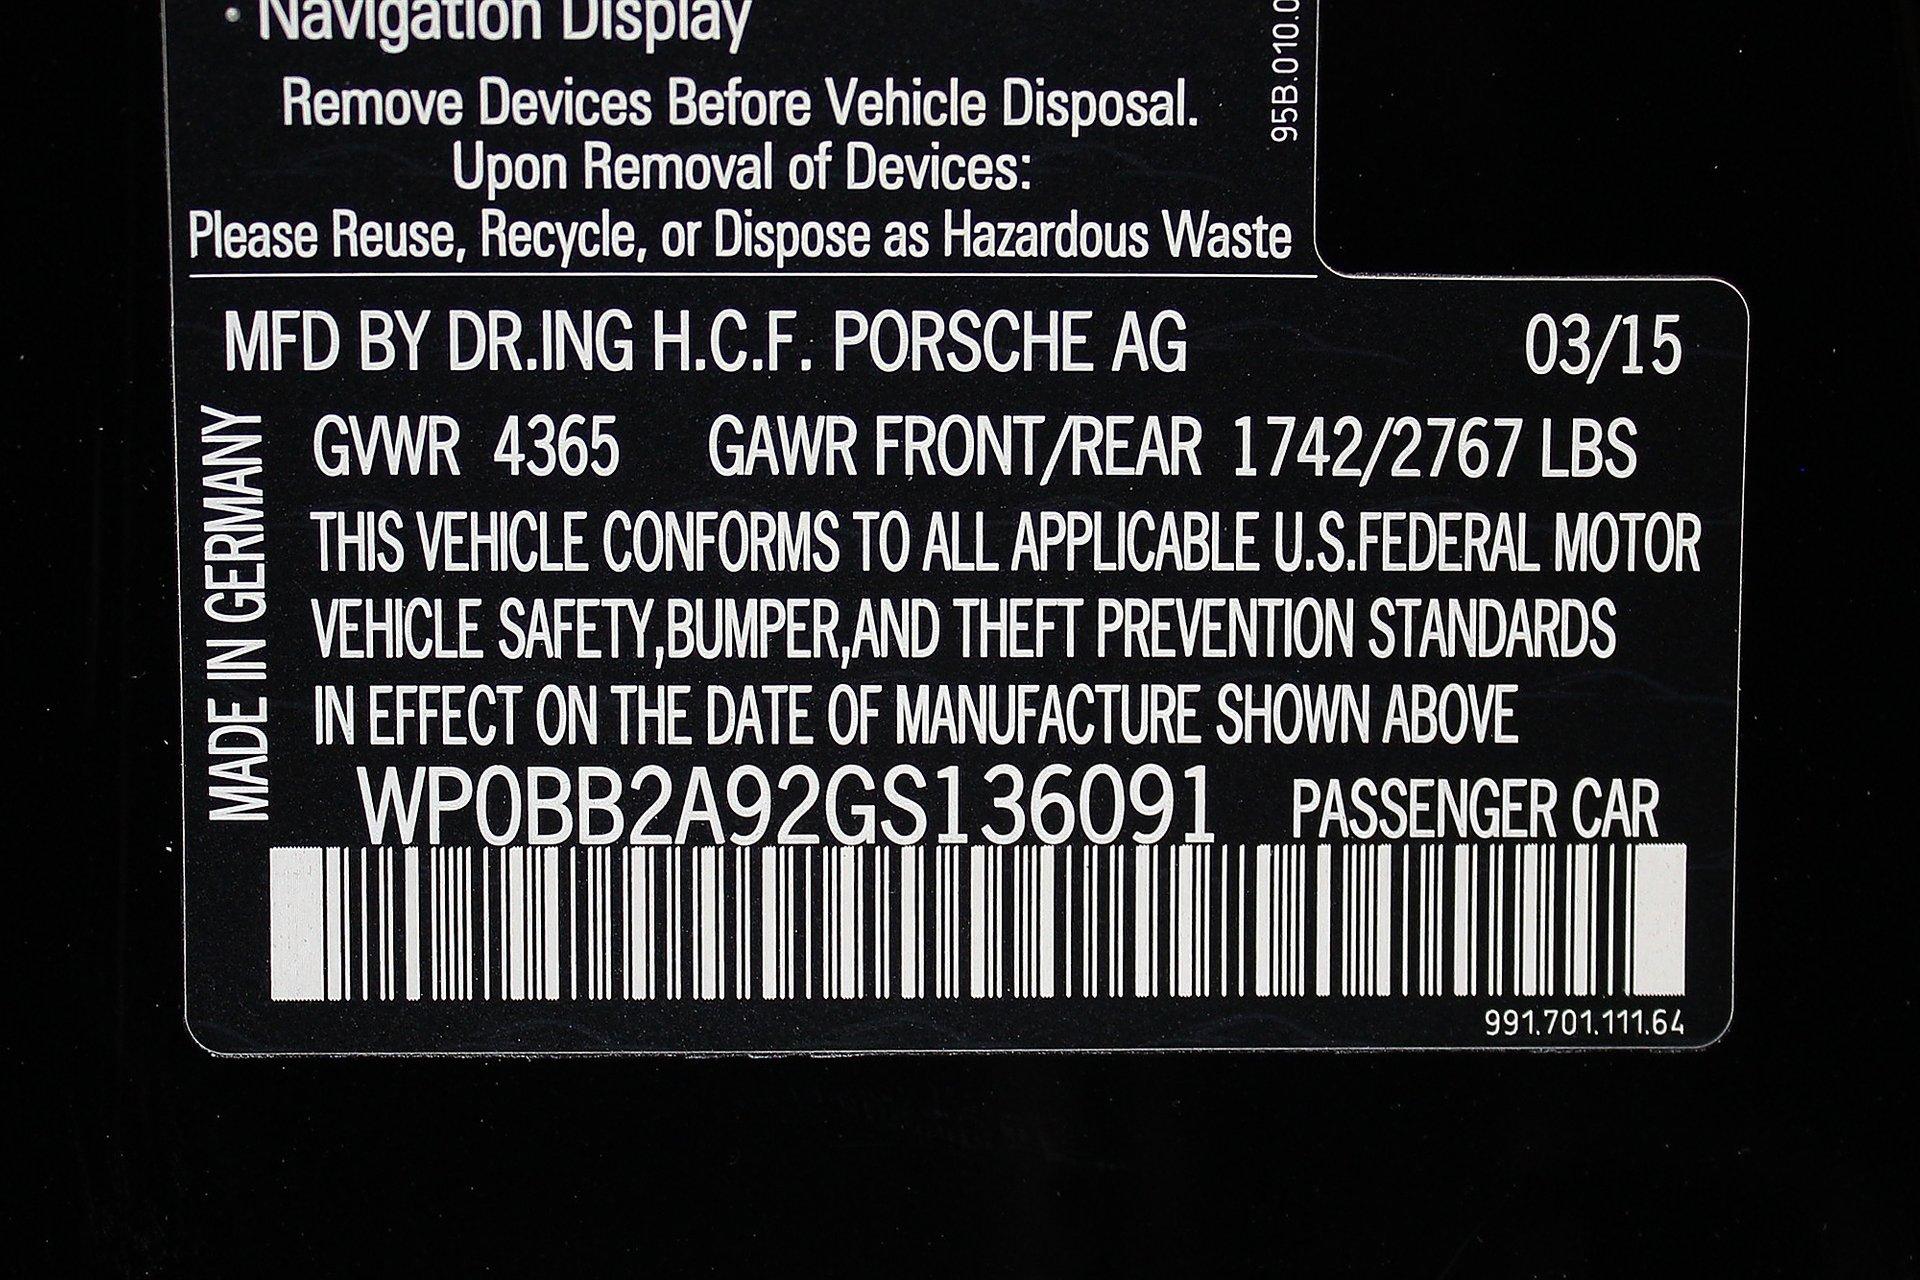 · Navigation Display
Remove Devices Before Vehicle Disposal.
Upon Removal of Devices:
Please Reuse, Recycle, or Dispose as Hazardous Waste
95B.010.0
MFD BY DR.ING H.C.F. PORSCHE AG 03/15
MADE IN GERMANY
GVWR 4365 GAWR FRONT/REAR 1742/2767 LBS
THIS VEHICLE CONFORMS TO ALL APPLICABLE U.S.FEDERAL MOTOR
VEHICLE SAFETY,BUMPER,AND THEFT PREVENTION STANDARDS
IN EFFECT ON THE DATE OF MANUFACTURE SHOWN ABOVE
WP0BB2A92GS136091 PASSENGER CAR
991.701.111.64